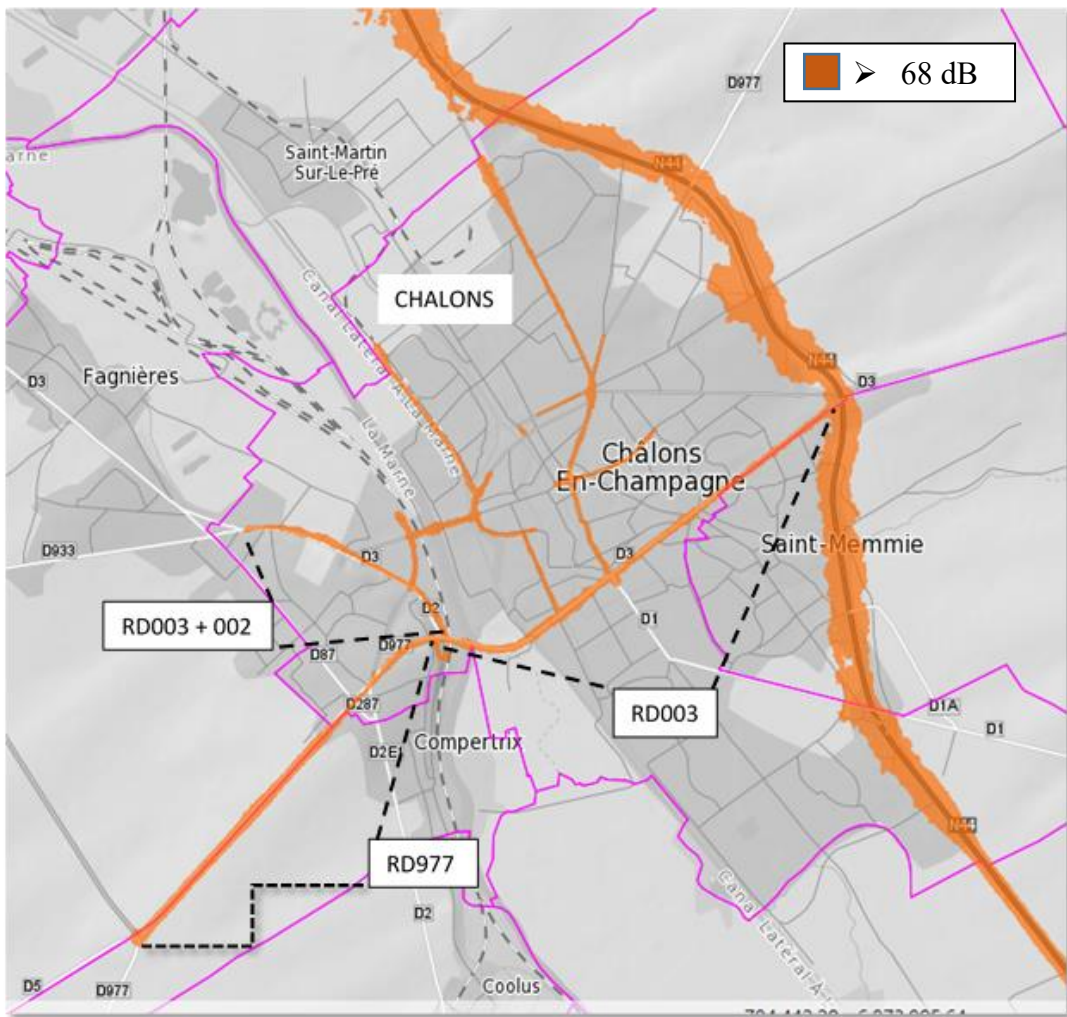 ➢ 68 dB
D977
Saint-Martin
Sur-Le-Pré
arne
N44
CHALONS
Canal Latéral À La Marne
N44
D3
Fagnières
D3
La Marne
Châlons
En-Champagne
D933
D3
D3
Saint-Memmie
RD003 + 002
D2
D1
D977
D87
RD003
D287
D1A
D1
Compertrix
D2E
N44
RD977
Canal Latéral À L
D2
D5
D977
Coolus